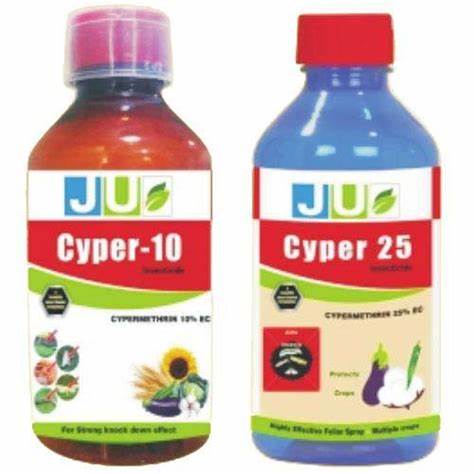 JU
Cyper-10
Insecticide
CYPERMETHRIN 10% EC
For Strong knock down effect
JU
Cyper 25
Insecticide
CYPERMETHRIN 25% EC
Protects
Crops
Highly Effective Foliar Spray - Multiple crops